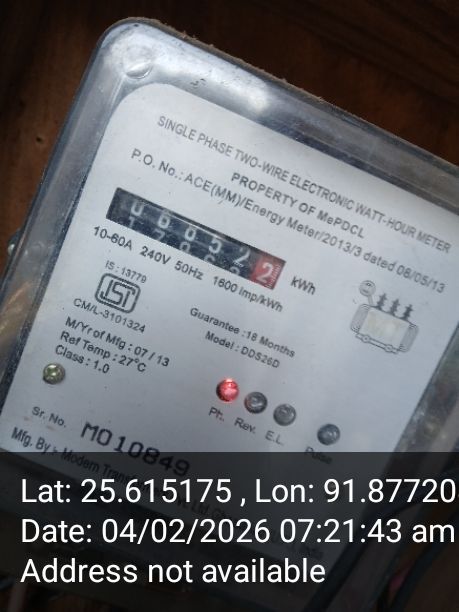 SINGLE PHASE TWO-WIRE ELECTRONIC WATT-HOUR METER
PROPERTY OF MePDCL
P.O. No.: ACE(MM)/Energy Meter/2013/3 dated 08/05/13
2 kWh
10-60A 240V 50Hz 1600 Imp/kWh
IS : 13779
ISI
CM/L-3101324
Guarantee :18 Months
Model : DDS26D
M/Yr of Mfg : 07 / 13
Ref Temp : 27°C
Class : 1.0
Ph. Rev. E.L. Pulse
Sr. No. MO10849
Mfg. By :- Modern
Lat: 25.615175 , Lon: 91.87720
Date: 04/02/2026 07:21:43 am
Address not available